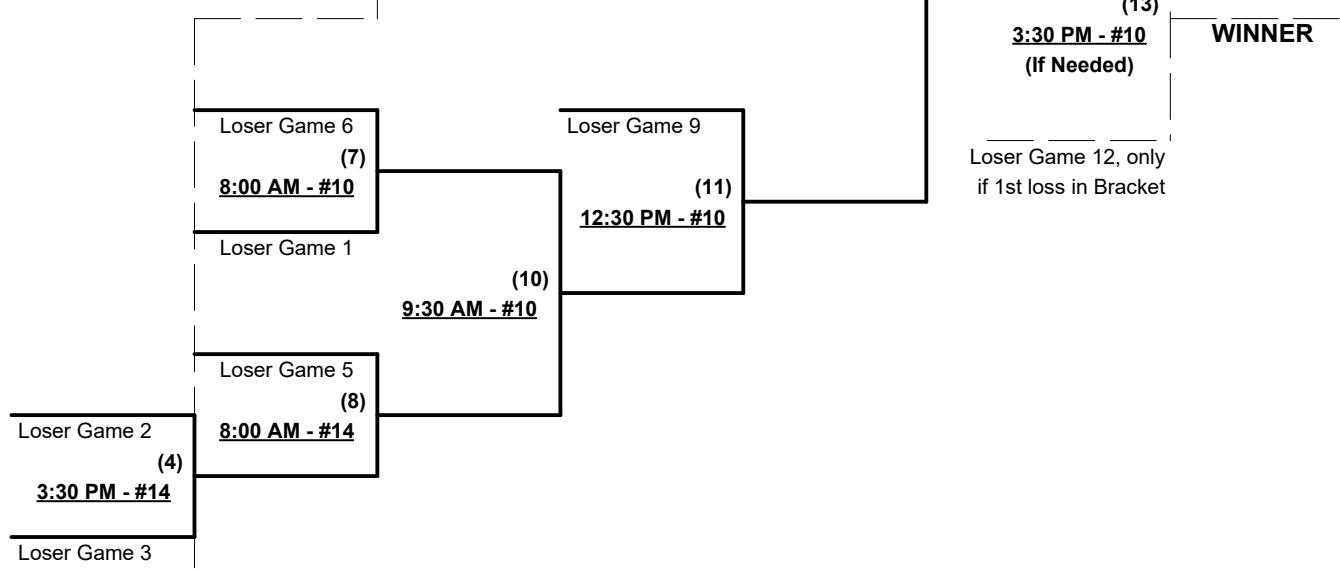 (13)
3:30 PM - #10
(If Needed)
WINNER
Loser Game 6
(7)
8:00 AM - #10
Loser Game 1
Loser Game 9
(11)
12:30 PM - #10
Loser Game 12, only
if 1st loss in Bracket
(10)
9:30 AM - #10
Loser Game 5
(8)
8:00 AM - #14
Loser Game 2
(4)
3:30 PM - #14
Loser Game 3